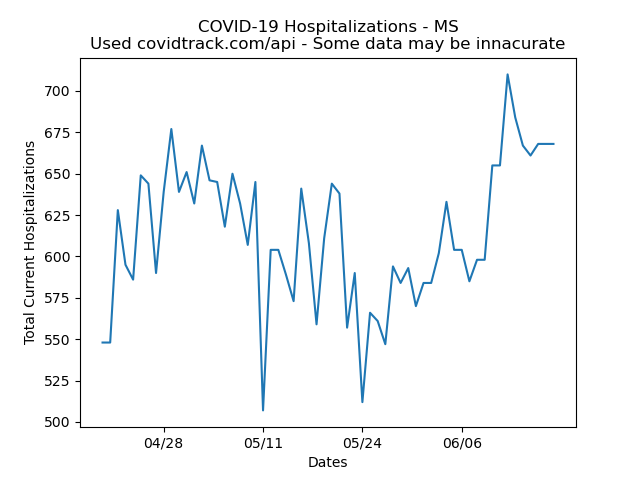 COVID-19 Hospitalizations - MS
Used covidtrack.com/api - Some data may be innacurate
Total Current Hospitalizations
700
675
650
625
600
575
550
525
500
04/28 05/11 05/24 06/06
Dates